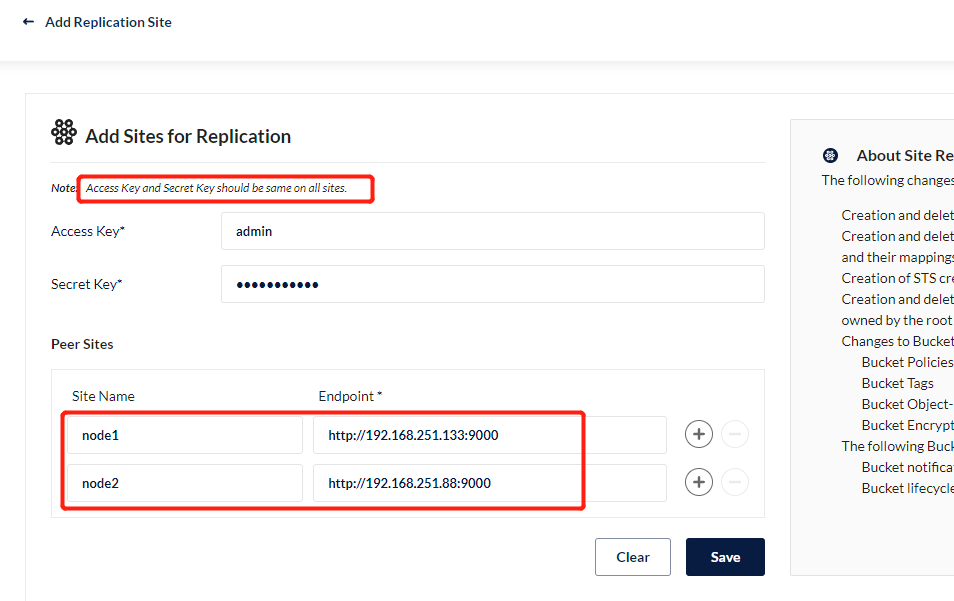 ← Add Replication Site
Add Sites for Replication
Note: Access Key and Secret Key should be same on all sites.
Access Key* admin
Secret Key* •••••••••••
Peer Sites
Site Name Endpoint *
node1 http://192.168.251.133:9000
node2 http://192.168.251.88:9000
Clear Save
About Site Re
The following changes
Creation and delet
Creation and delet
and their mappings
Creation of STS cre
Creation and delet
owned by the root
Changes to Bucket
Bucket Policies
Bucket Tags
Bucket Object-
Bucket Encrypt
The following Buck
Bucket notifica
Bucket lifecycle